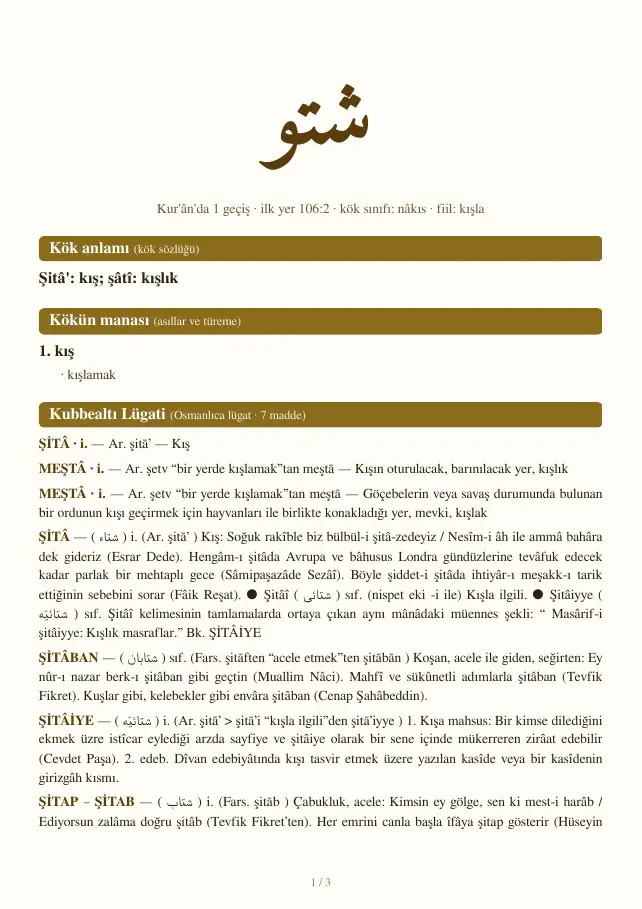 شتو
Kur'ân'da 1 geçiş · ilk yer 106:2 · kök sınıfı: nâkıs · fiil: kışla
Kök anlamı (kök sözlüğü)
Şitâ': kış; şâtî: kışlık
Kökün manası (asıllar ve türeme)
1. kış
· kışlamak
Kubbealtı Lügati (Osmanlıca lügat · 7 madde)
ŞİTÂ · i. — Ar. şitā’ — Kış
MEŞTÂ · i. — Ar. şetv “bir yerde kışlamak”tan meştā — Kışın oturulacak, barınılacak yer, kışlık
MEŞTÂ · i. — Ar. şetv “bir yerde kışlamak”tan meştā — Göçebelerin veya savaş durumunda bulunan
bir ordunun kışı geçirmek için hayvanları ile birlikte konakladığı yer, mevki, kışlak
ŞİTÂ — ( شتاء ) i. (Ar. şitā’ ) Kış: Soğuk rakîble biz bülbül-i şitâ-zedeyiz / Nesîm-i âh ile ammâ bahâra
dek gideriz (Esrar Dede). Hengâm-ı şitâda Avrupa ve bâhusus Londra gündüzlerine tevâfuk edecek
kadar parlak bir mehtaplı gece (Sâmipaşazâde Sezâî). Böyle şiddet-i şitâda ihtiyâr-ı meşakk-ı tarik
ettiğinin sebebini sorar (Fâik Reşat). ● Şitâî ( شتائى ) sıf. (nispet eki -i ile) Kışla ilgili. ● Şitâiyye (
شتائيّه ) sıf. Şitâî kelimesinin tamlamalarda ortaya çıkan aynı mânâdaki müennes şekli: “ Masârif-i
şitâiyye: Kışlık masraflar.” Bk. ŞİTÂİYE
ŞİTÂBAN — ( شتابان ) sıf. (Fars. şitāften “acele etmek”ten şitābān ) Koşan, acele ile giden, seğirten: Ey
nûr-ı nazar berk-ı şitâban gibi geçtin (Muallim Nâci). Mahfî ve sükûnetli adımlarla şitâban (Tevfik
Fikret). Kuşlar gibi, kelebekler gibi envâra şitâban (Cenap Şahâbeddin).
ŞİTÂİYE — ( شتائيّه ) i. (Ar. şitā’ > şitā’і “kışla ilgili”den şitā’iyye ) 1. Kışa mahsus: Bir kimse dilediğini
ekmek üzre istîcar eylediği arzda sayfiye ve şitâiye olarak bir sene içinde mükerreren zirâat edebilir
(Cevdet Paşa). 2. edeb. Dîvan edebiyâtında kışı tasvir etmek üzere yazılan kasîde veya bir kasîdenin
girizgâh kısmı.
ŞİTAP – ŞİTAB — ( شتاب ) i. (Fars. şitāb ) Çabukluk, acele: Kimsin ey gölge, sen ki mest-i harâb /
Ediyorsun zalâma doğru şitâb (Tevfik Fikret’ten). Her emrini canla başla îfâya şitap gösterir (Hüseyin
1 / 3